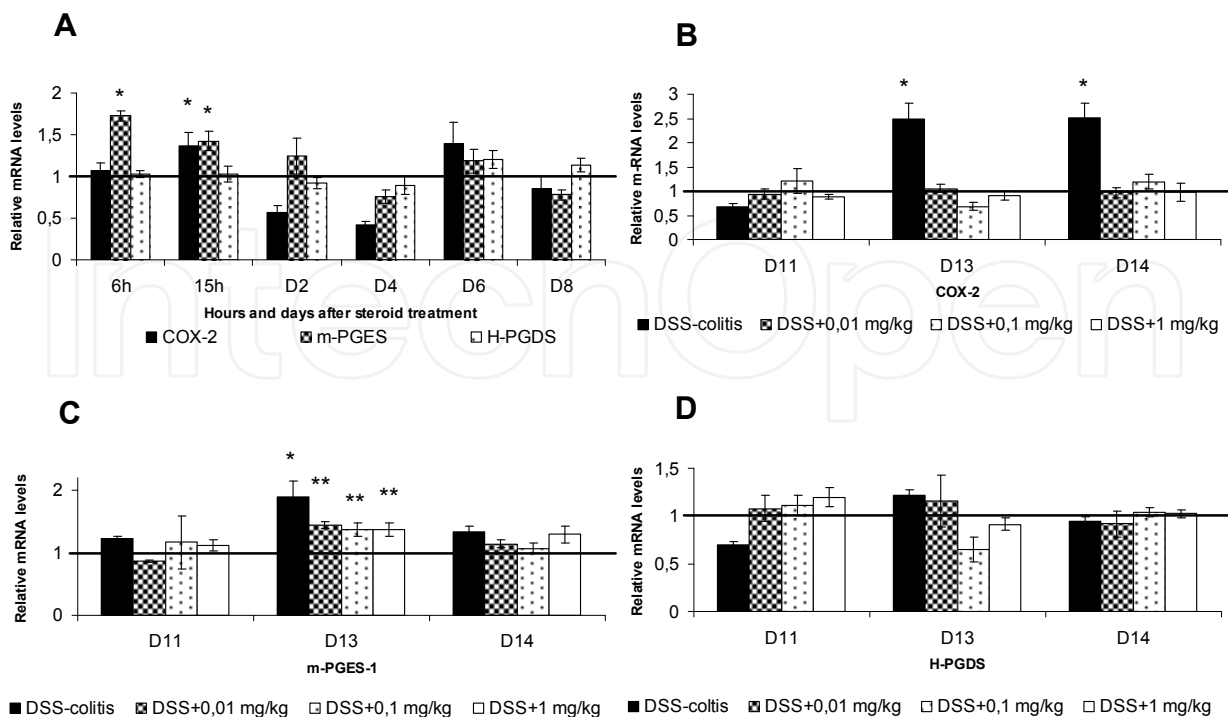 A
Relative mRNA levels
2
1,5
1
0,5
0
* * *
6h 15h D2 D4 D6 D8
Hours and days after steroid treatment
COX-2 m-PGES H-PGDS
B
Relative m-RNA levels
3
2,5
2
1,5
1
0,5
0
* *
D11 D13 D14
COX-2
DSS-colitis DSS+0,01 mg/kg DSS+0,1 mg/kg DSS+1 mg/kg
IntechOpen
C
Relative mRNA levels
2
1
0
* ** ** **
D11 D13 D14
m-PGES-1
DSS-colitis DSS+0,01 mg/kg DSS+0,1 mg/kg DSS+1 mg/kg
D
Relative mRNA levels
1,5
1
0,5
0
D11 D13 D14
H-PGDS
DSS-coltis DSS+0,01 mg/kg DSS+0,1 mg/kg DSS+1 mg/kg